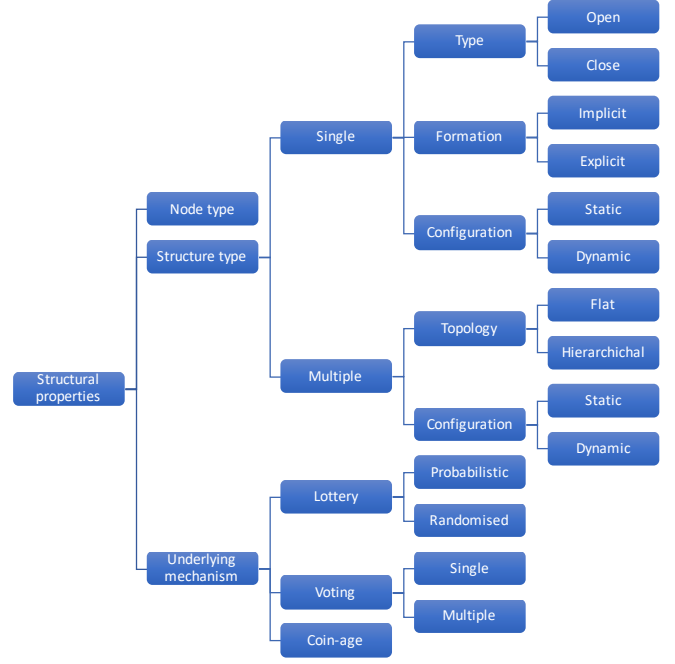 Open
Type
Close
Implicit
Single
Formation
Explicit
Node type
Static
Configuration
Structure type
Dynamic
Flat
Topology
Hierarchichal
Structural
properties
Multiple
Static
Configuration
Dynamic
Probabilistic
Lottery
Randomised
Underlying
mechanism
Single
Voting
Multiple
Coin-age